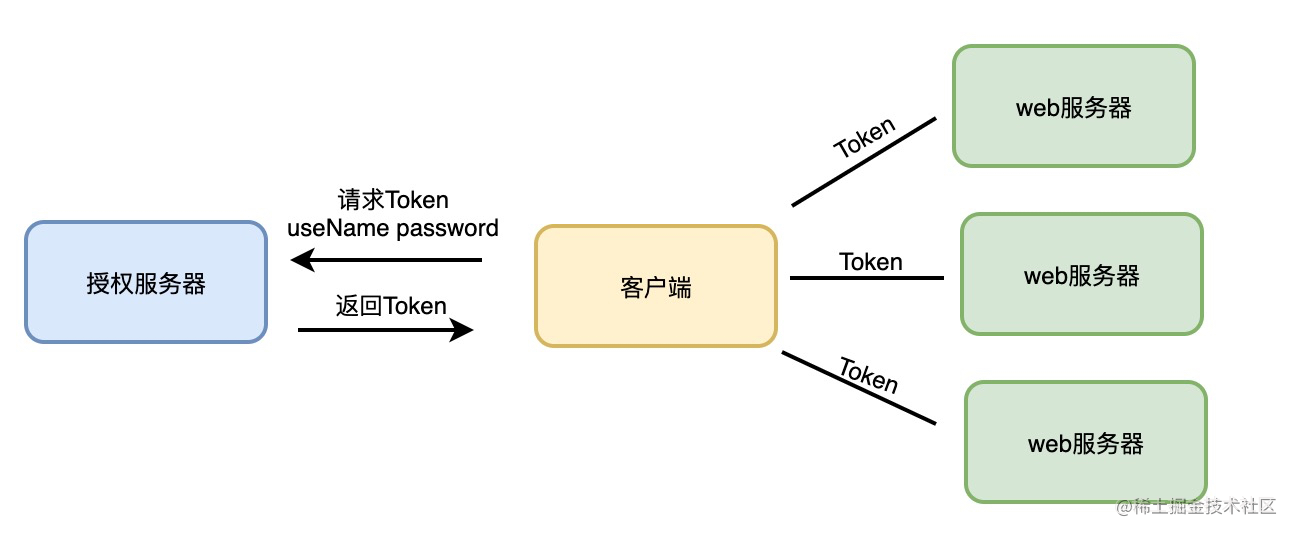 请求Token
useName password
授权服务器
返回Token
客户端
Token
Token
Token
web服务器
web服务器
web服务器
@稀土掘金技术社区